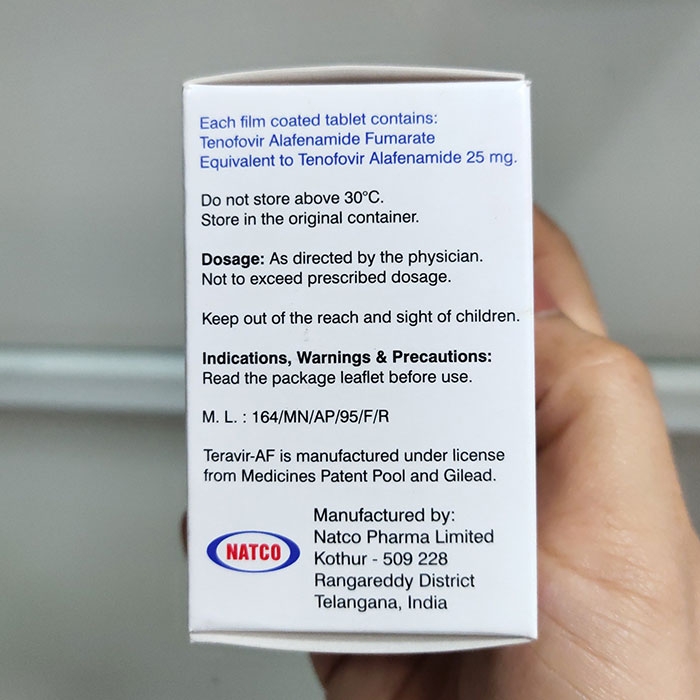 Each film coated tablet contains:
Tenofovir Alafenamide Fumarate
Equivalent to Tenofovir Alafenamide 25 mg.
Do not store above 30°C.
Store in the original container.
Dosage: As directed by the physician.
Not to exceed prescribed dosage.
Keep out of the reach and sight of children.
Indications, Warnings & Precautions:
Read the package leaflet before use.
M. L. : 164/MN/AP/95/F/R
Teravir-AF is manufactured under license
from Medicines Patent Pool and Gilead.
NATCO
Manufactured by:
Natco Pharma Limited
Kothur - 509 228
Rangareddy District
Telangana, India